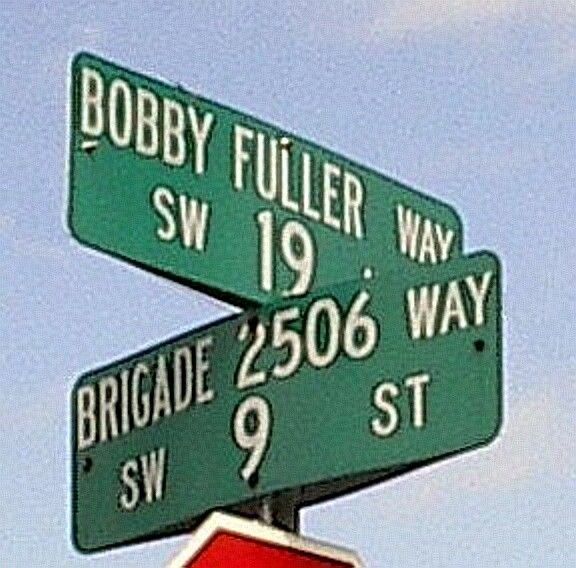 BOBBY FULLER WAY
SW 19
BRIGADE 2506 WAY
SW 9 ST